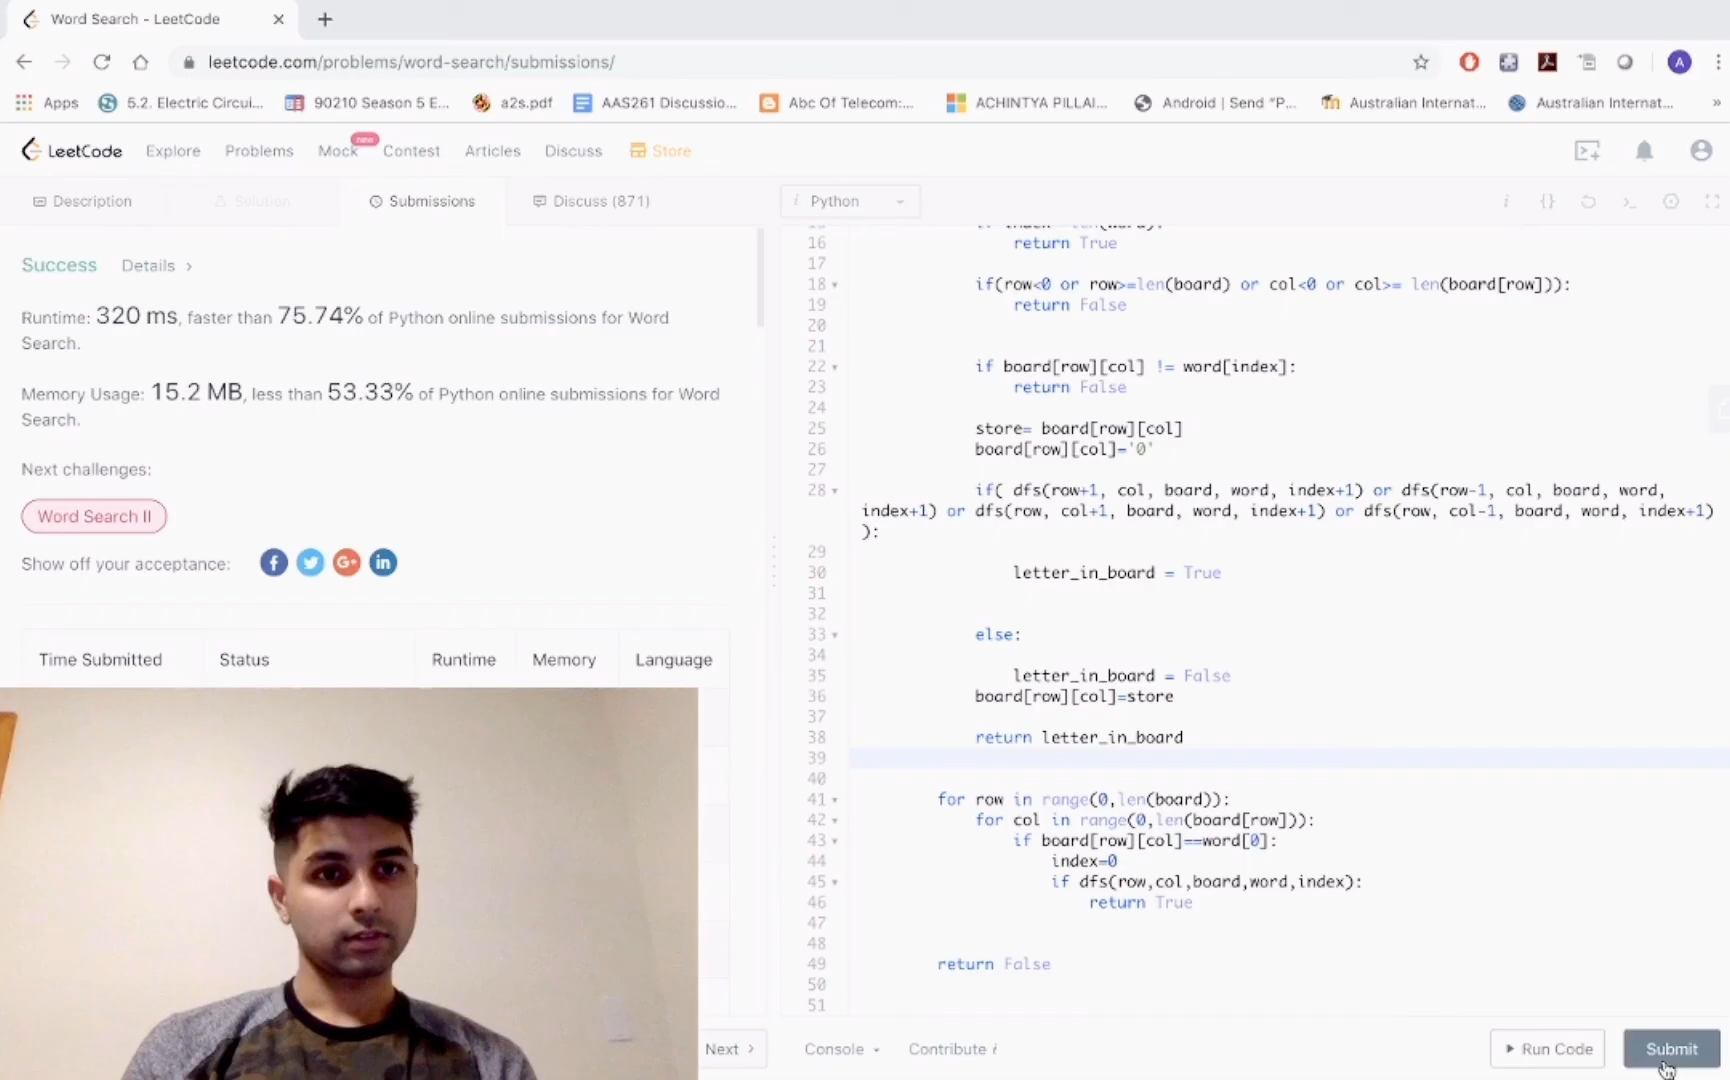 Word Search - LeetCode
leetcode.com/problems/word-search/submissions/
A
Apps 5.2. Electric Circui... 90210 Season 5 E... a2s.pdf AAS261 Discussio... Abc Of Telecom:... ACHINTYA PILLAI... Android | Send "P... Australian Internat... Australian Internat... »
LeetCode Explore Problems Mock new Contest Articles Discuss Store
Description Solution Submissions Discuss (871)
i Python
Success Details >
Runtime: 320 ms, faster than 75.74% of Python online submissions for Word
Search.
Memory Usage: 15.2 MB, less than 53.33% of Python online submissions for Word
Search.
Next challenges:
Word Search II
Show off your acceptance: f G+ in
Time Submitted Status Runtime Memory Language
16 return True
17
18 if(row<0 or row>=len(board) or col<0 or col>= len(board[row])):
19 return False
20
21
22 if board[row][col] != word[index]:
23 return False
24
25 store= board[row][col]
26 board[row][col]='0'
27
28 if( dfs(row+1, col, board, word, index+1) or dfs(row-1, col, board, word,
index+1) or dfs(row, col+1, board, word, index+1) or dfs(row, col-1, board, word, index+1)
):
29
30 letter_in_board = True
31
32
33 else:
34
35 letter_in_board = False
36 board[row][col]=store
37
38 return letter_in_board
39
40
41 for row in range(0,len(board)):
42 for col in range(0,len(board[row])):
43 if board[row][col]==word[0]:
44 index=0
45 if dfs(row,col,board,word,index):
46 return True
47
48
49 return False
50
51
Next > Console Contribute i Run Code Submit